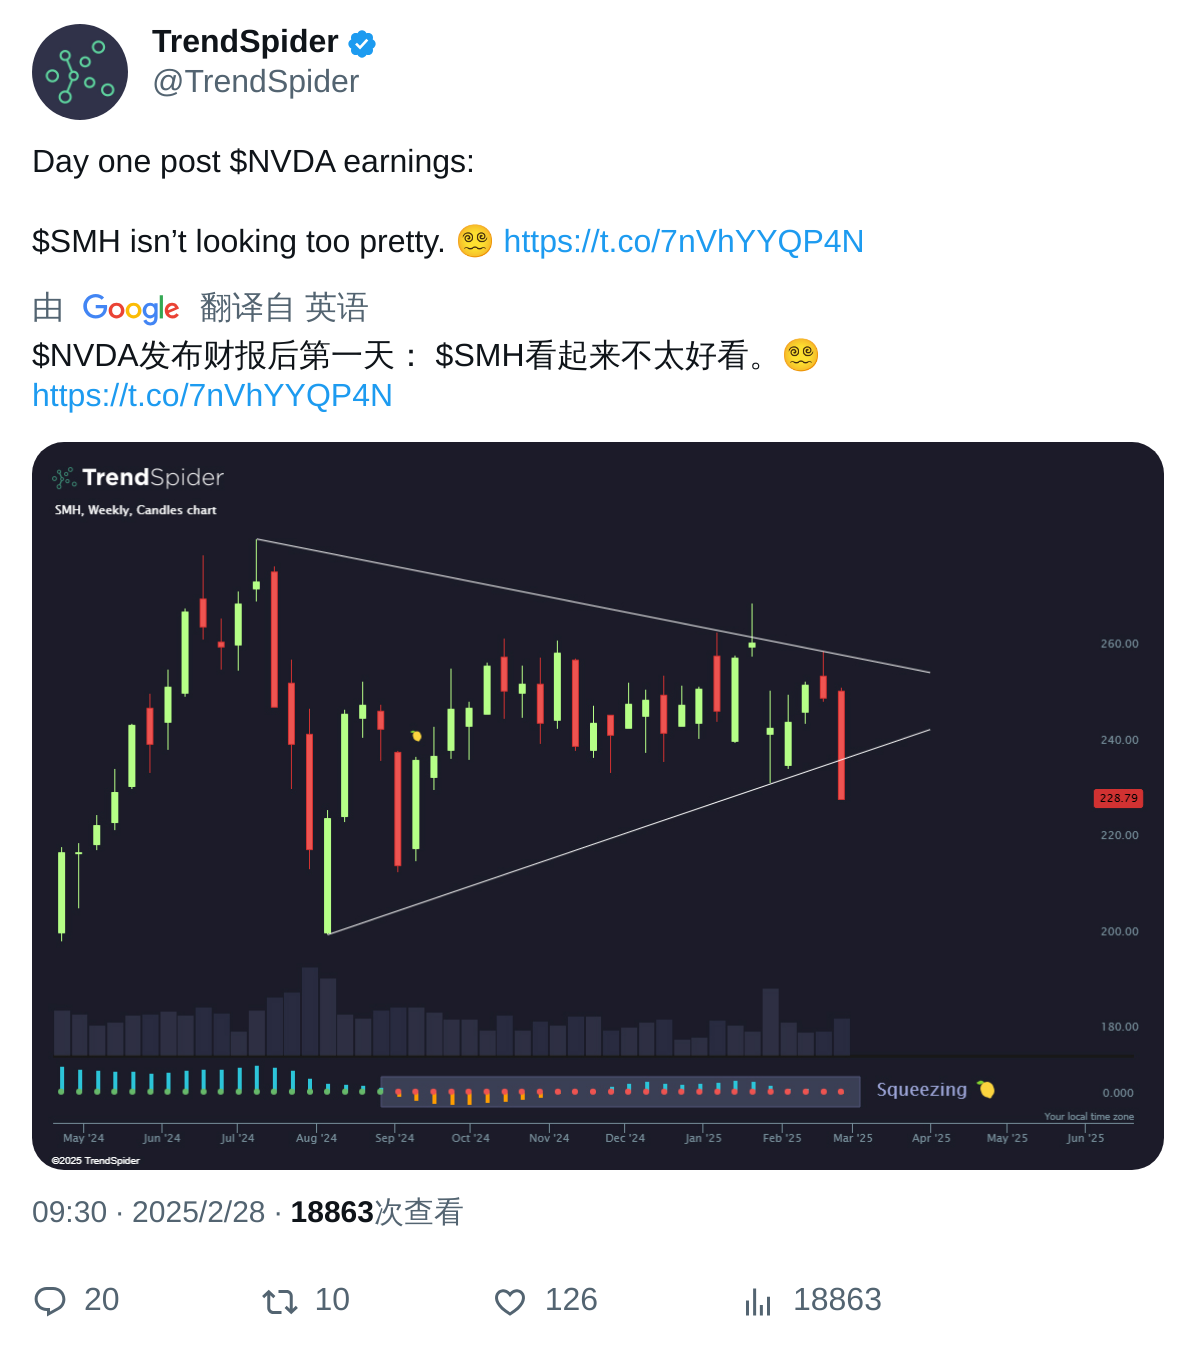 TrendSpider
@TrendSpider
Day one post $NVDA earnings:
$SMH isn’t looking too pretty. 😵‍💫 https://t.co/7nVhYYQP4N
由 Google 翻译自 英语
$NVDA发布财报后第一天： $SMH看起来不太好看。😵‍💫
https://t.co/7nVhYYQP4N
TrendSpider
SMH, Weekly, Candles chart
260.00
240.00
228.79
220.00
200.00
180.00
Squeezing 🍋
0.000
Your local time zone
May '24 Jun '24 Jul '24 Aug '24 Sep '24 Oct '24 Nov '24 Dec '24 Jan '25 Feb '25 Mar '25 Apr '25 May '25 Jun '25
©2025 TrendSpider
09:30 · 2025/2/28 · 18863次查看
20 10 126 18863